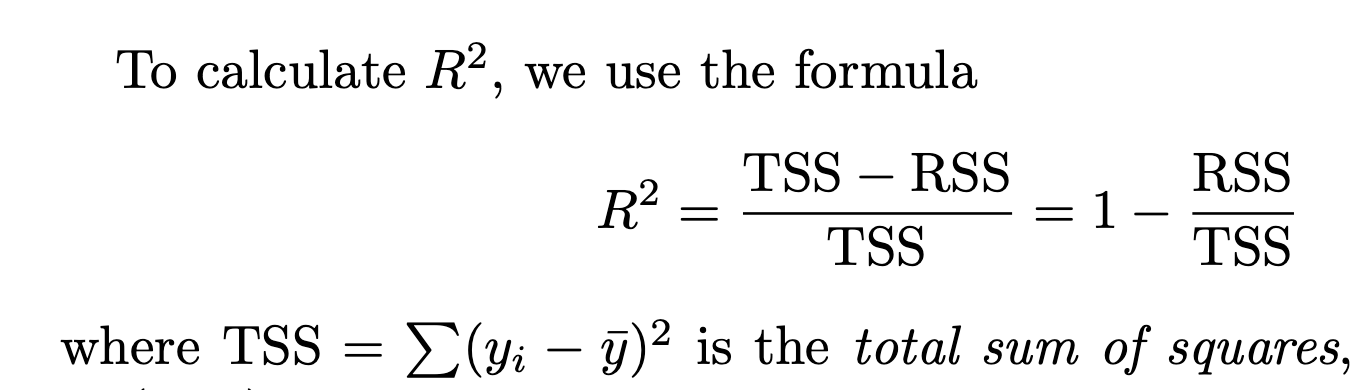 To calculate R², we use the formula
R² = (TSS − RSS)/TSS = 1 − RSS/TSS
where TSS = ∑(yᵢ − ȳ)² is the total sum of squares,